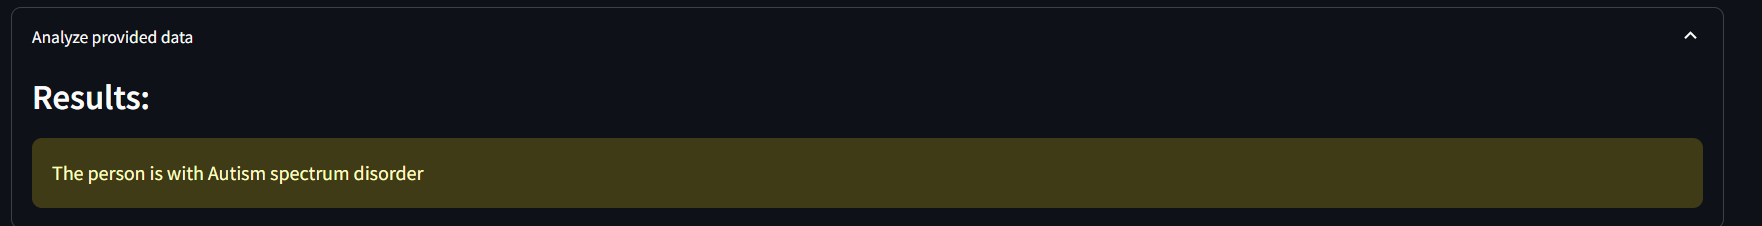 Analyze provided data
Results:
The person is with Autism spectrum disorder